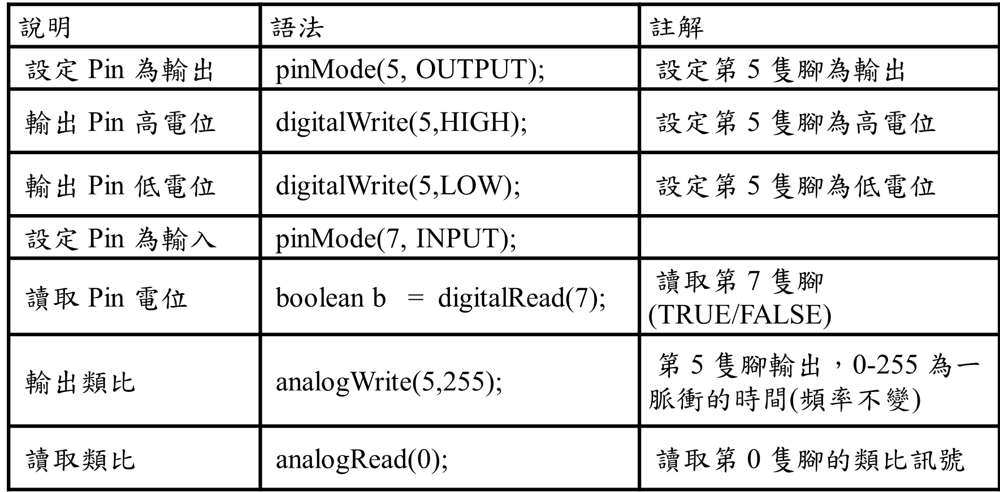 說明 語法 註解
設定 Pin 為輸出 pinMode(5, OUTPUT); 設定第 5 隻腳為輸出
輸出 Pin 高電位 digitalWrite(5,HIGH); 設定第 5 隻腳為高電位
輸出 Pin 低電位 digitalWrite(5,LOW); 設定第 5 隻腳為低電位
設定 Pin 為輸入 pinMode(7, INPUT);
讀取 Pin 電位 boolean b = digitalRead(7); 讀取第 7 隻腳
(TRUE/FALSE)
輸出類比 analogWrite(5,255); 第 5 隻腳輸出，0-255 為一
脈衝的時間(頻率不變)
讀取類比 analogRead(0); 讀取第 0 隻腳的類比訊號